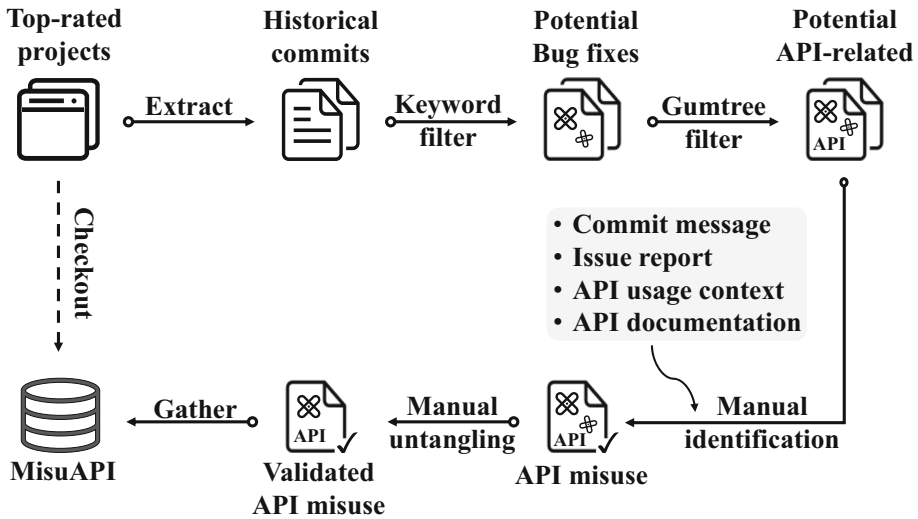 Top-rated
projects
Historical
commits
Potential
Bug fixes
Potential
API-related
Extract
Keyword
filter
Gumtree
filter
API
Checkout
• Commit message
• Issue report
• API usage context
• API documentation
Gather
API
Manual
untangling
API
Manual
identification
MisuAPI
Validated
API misuse
API misuse